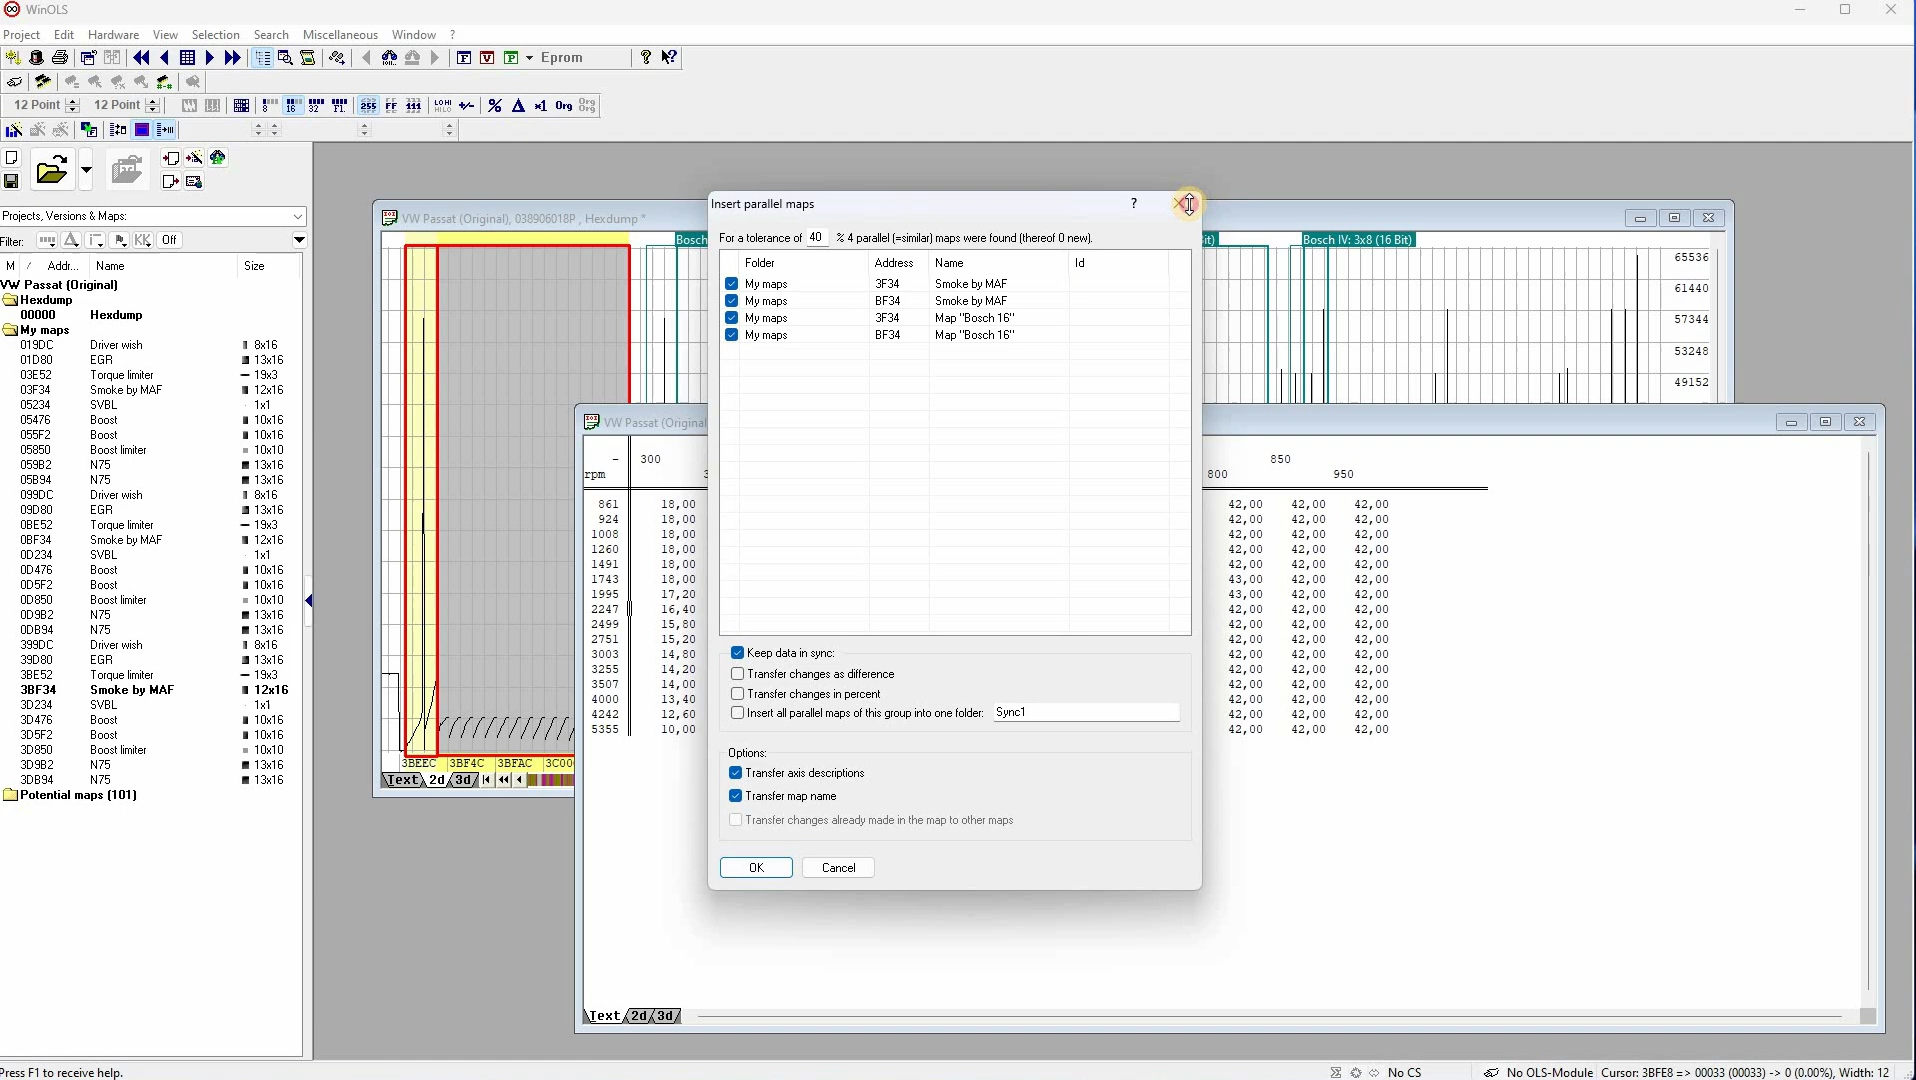 WinOLS
Project Edit Hardware View Selection Search Miscellaneous Window ?
Eprom
12 Point 12 Point
Projects, Versions & Maps:
Filter: Off
M / Addr... Name Size
VW Passat (Original)
Hexdump
00000 Hexdump
My maps
019DC Driver wish 8x16
01D80 EGR 13x16
03E52 Torque limiter 19x3
03F34 Smoke by MAF 12x16
05234 SVBL 1x1
05476 Boost 10x16
055F2 Boost 10x16
05850 Boost limiter 10x10
059B2 N75 13x16
05B94 N75 13x16
099DC Driver wish 8x16
09D80 EGR 13x16
0BE52 Torque limiter 19x3
0BF34 Smoke by MAF 12x16
0D234 SVBL 1x1
0D476 Boost 10x16
0D5F2 Boost 10x16
0D850 Boost limiter 10x10
0D9B2 N75 13x16
0DB94 N75 13x16
399DC Driver wish 8x16
39D80 EGR 13x16
3BE52 Torque limiter 19x3
3BF34 Smoke by MAF 12x16
3D234 SVBL 1x1
3D476 Boost 10x16
3D5F2 Boost 10x16
3D850 Boost limiter 10x10
3D9B2 N75 13x16
3DB94 N75 13x16
Potential maps (101)
VW Passat (Original), 038906018P , Hexdump *
Bosch IV: 3x8 (16 Bit)
65536
61440
57344
53248
49152
3BEEC 3BF4C 3BFAC 3C00
Text 2d 3d
Insert parallel maps ?
For a tolerance of 40 % 4 parallel (=similar) maps were found (thereof 0 new).
Folder Address Name Id
My maps 3F34 Smoke by MAF
My maps BF34 Smoke by MAF
My maps 3F34 Map "Bosch 16"
My maps BF34 Map "Bosch 16"
Keep data in sync:
Transfer changes as difference
Transfer changes in percent
Insert all parallel maps of this group into one folder: Sync1
Options:
Transfer axis descriptions
Transfer map name
Transfer changes already made in the map to other maps
OK Cancel
VW Passat (Original
- 300 850
rpm 3 800 950
861 18,00 42,00 42,00 42,00
924 18,00 42,00 42,00 42,00
1008 18,00 42,00 42,00 42,00
1260 18,00 42,00 42,00 42,00
1491 18,00 42,00 42,00 42,00
1743 18,00 43,00 42,00 42,00
1995 17,20 43,00 42,00 42,00
2247 16,40 42,00 42,00 42,00
2499 15,80 42,00 42,00 42,00
2751 15,20 42,00 42,00 42,00
3003 14,80 42,00 42,00 42,00
3255 14,20 42,00 42,00 42,00
3507 14,00 42,00 42,00 42,00
4000 13,40 42,00 42,00 42,00
4242 12,60 42,00 42,00 42,00
5355 10,00 42,00 42,00 42,00
Text 2d 3d
Press F1 to receive help. No CS No OLS-Module Cursor: 3BFE8 => 00033 (00033) -> 0 (0.00%), Width: 12